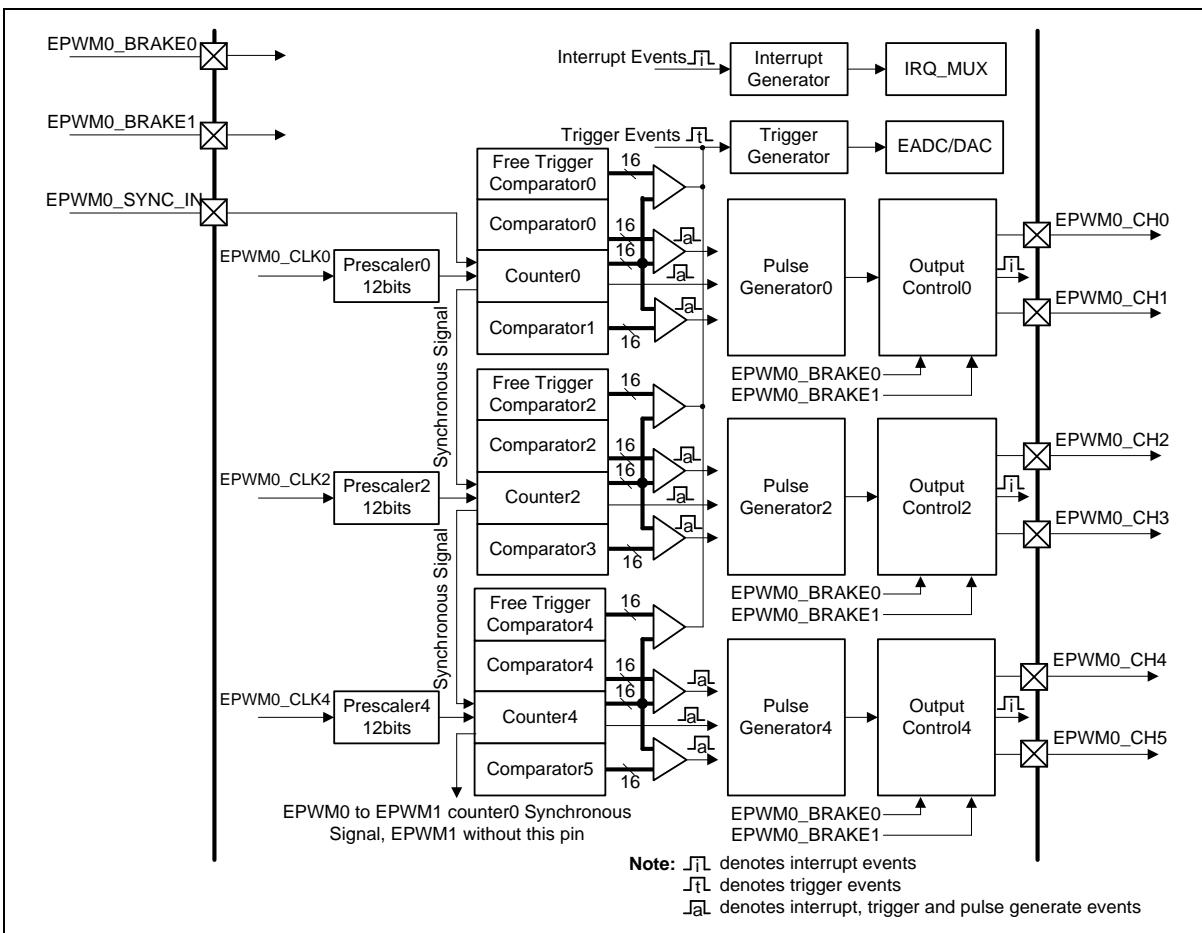 EPWM0_BRAKE0
EPWM0_BRAKE1
EPWM0_SYNC_IN
Interrupt Events i
Interrupt
Generator
IRQ_MUX
Trigger Events t
Trigger
Generator
EADC/DAC
EPWM0_CLK0
Prescaler0
12bits
Free Trigger
Comparator0
Comparator0
Counter0
Comparator1
16
16
16
16
a
a
a
Pulse
Generator0
Output
Control0
i
EPWM0_CH0
EPWM0_CH1
EPWM0_BRAKE0
EPWM0_BRAKE1
Synchronous Signal
EPWM0_CLK2
Prescaler2
12bits
Free Trigger
Comparator2
Comparator2
Counter2
Comparator3
16
16
16
16
a
a
a
Pulse
Generator2
Output
Control2
i
EPWM0_CH2
EPWM0_CH3
EPWM0_BRAKE0
EPWM0_BRAKE1
Synchronous Signal
EPWM0_CLK4
Prescaler4
12bits
Free Trigger
Comparator4
Comparator4
Counter4
Comparator5
16
16
16
16
a
a
a
Pulse
Generator4
Output
Control4
i
EPWM0_CH4
EPWM0_CH5
EPWM0_BRAKE0
EPWM0_BRAKE1
EPWM0 to EPWM1 counter0 Synchronous
Signal, EPWM1 without this pin
Note: i denotes interrupt events
t denotes trigger events
a denotes interrupt, trigger and pulse generate events